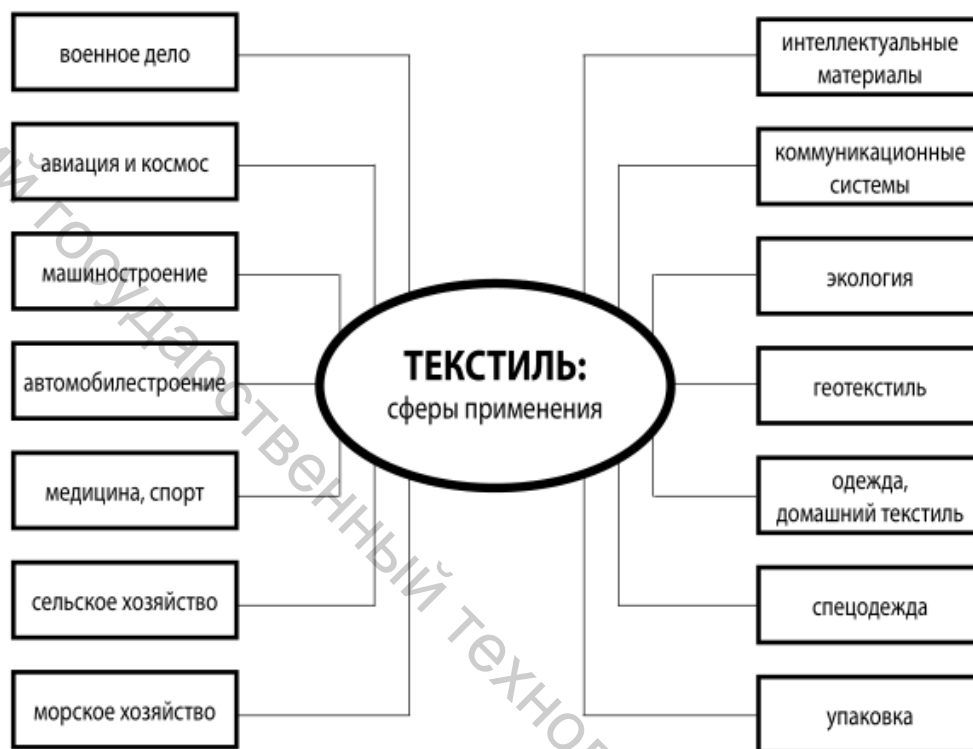 военное дело
авиация и космос
машиностроение
автомобилестроение
медицина, спорт
сельское хозяйство
морское хозяйство
ТЕКСТИЛЬ:
сферы применения
интеллектуальные
материалы
коммуникационные
системы
экология
геотекстиль
одежда,
домашний текстиль
спецодежда
упаковка
государственный